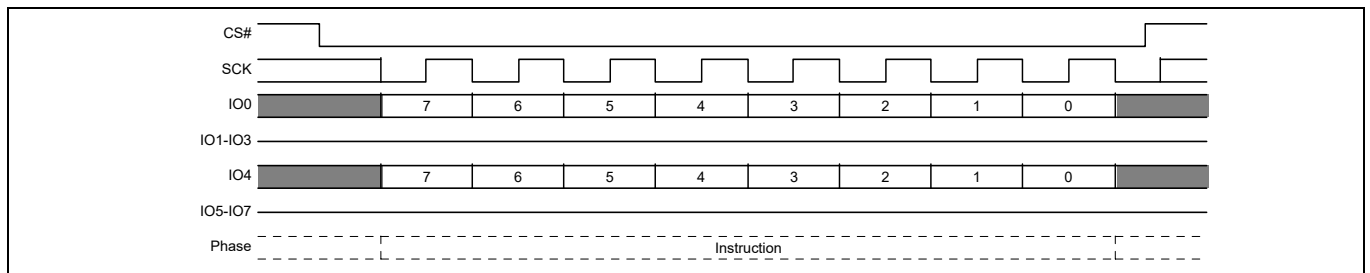 CS#
SCK
IO0 7 6 5 4 3 2 1 0
IO1-IO3
IO4 7 6 5 4 3 2 1 0
IO5-IO7
Phase Instruction